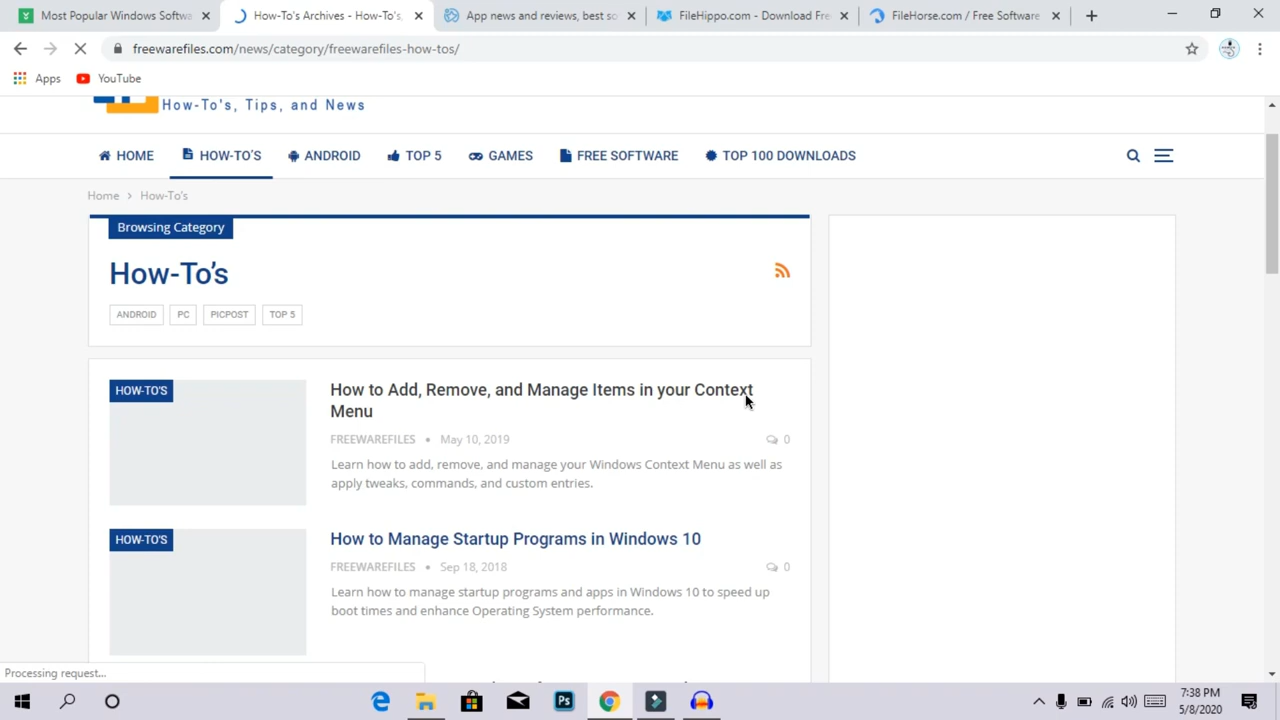 Most Popular Windows Softwa
How-To's Archives - How-To's,
App news and reviews, best so
FileHippo.com - Download Fre
FileHorse.com / Free Software
freewarefiles.com/news/category/freewarefiles-how-tos/
Apps
YouTube
How-To's, Tips, and News
HOME
HOW-TO'S
ANDROID
TOP 5
GAMES
FREE SOFTWARE
TOP 100 DOWNLOADS
Home > How-To's
Browsing Category
How-To's
ANDROID
PC
PICPOST
TOP 5
HOW-TO'S
How to Add, Remove, and Manage Items in your Context
Menu
FREEWAREFILES • May 10, 2019
0
Learn how to add, remove, and manage your Windows Context Menu as well as
apply tweaks, commands, and custom entries.
HOW-TO'S
How to Manage Startup Programs in Windows 10
FREEWAREFILES • Sep 18, 2018
0
Learn how to manage startup programs and apps in Windows 10 to speed up
boot times and enhance Operating System performance.
Processing request...
Ps
7:38 PM
5/8/2020